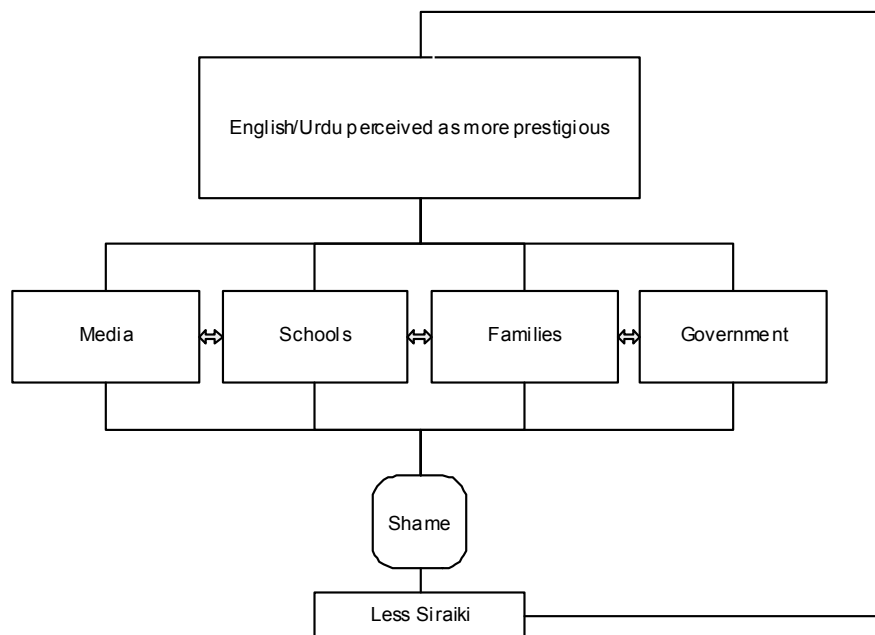 English/Urdu perceived as more prestigious
Media
Schools
Families
Government
Shame
Less Siraiki